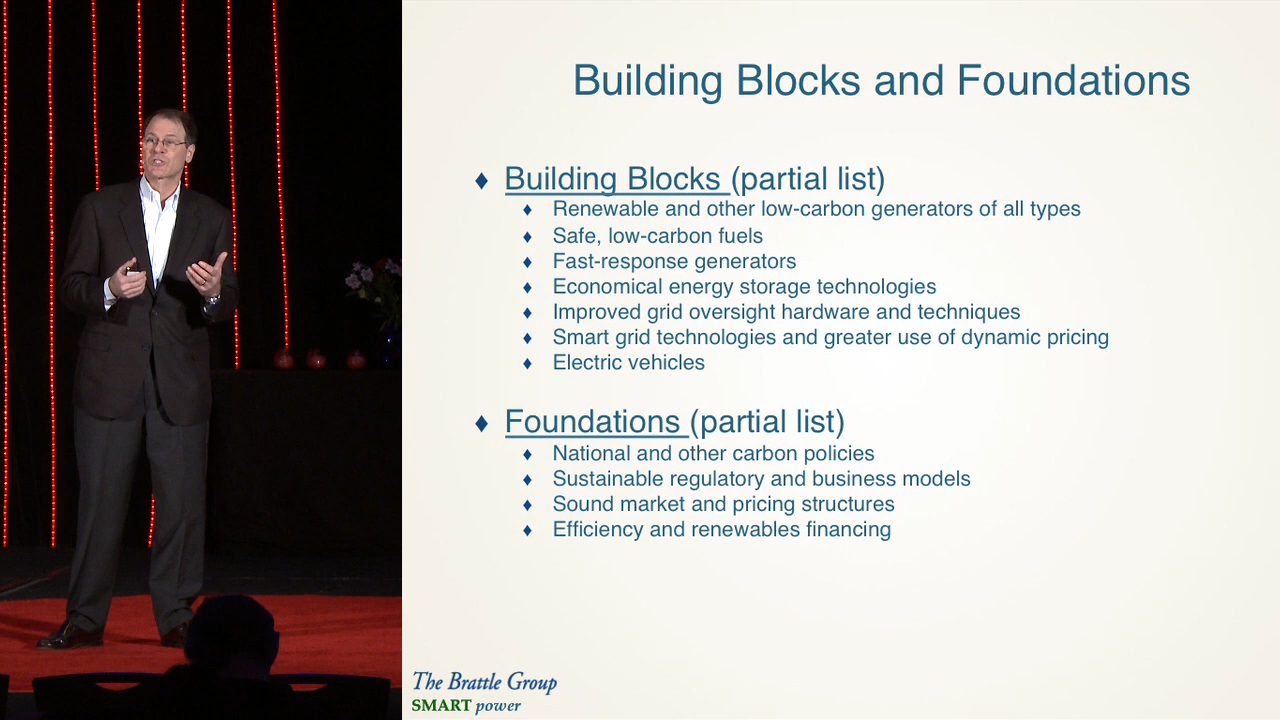 Building Blocks and Foundations
♦ Building Blocks (partial list)
♦ Renewable and other low-carbon generators of all types
♦ Safe, low-carbon fuels
♦ Fast-response generators
♦ Economical energy storage technologies
♦ Improved grid oversight hardware and techniques
♦ Smart grid technologies and greater use of dynamic pricing
♦ Electric vehicles
♦ Foundations (partial list)
♦ National and other carbon policies
♦ Sustainable regulatory and business models
♦ Sound market and pricing structures
♦ Efficiency and renewables financing
The Brattle Group
SMART power